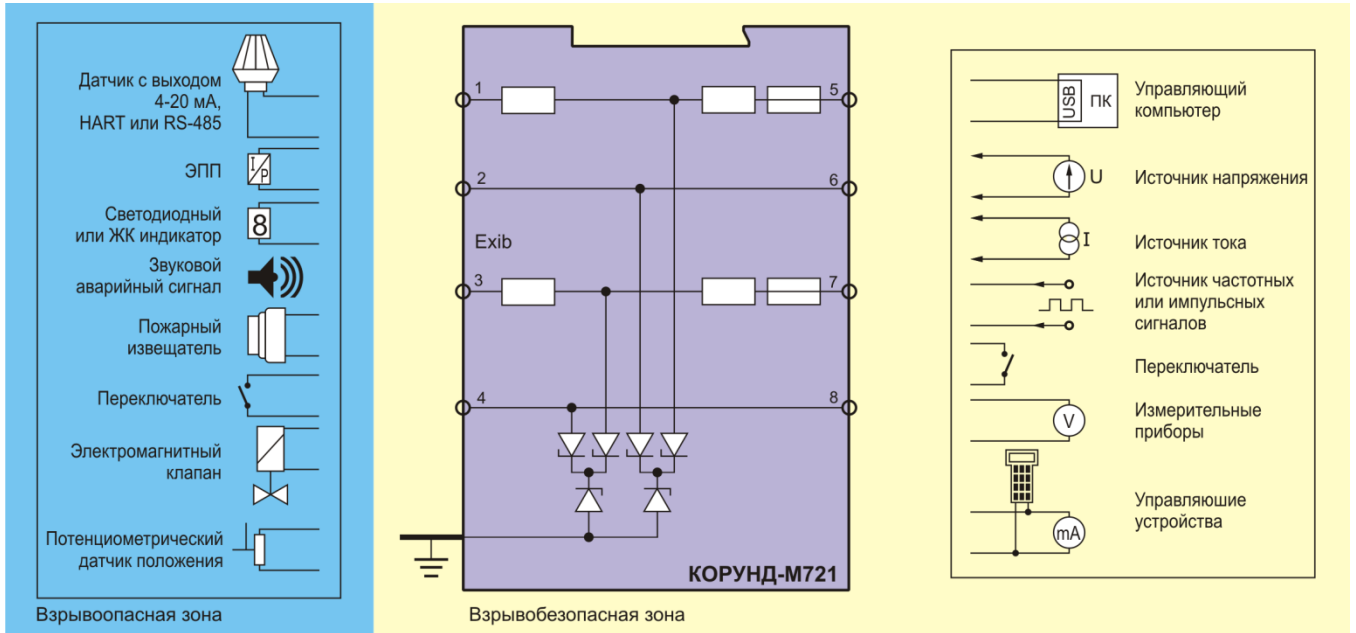 Датчик с выходом
4-20 мА,
HART или RS-485
ЭПП
I/P
Светодиодный
или ЖК индикатор
8
Звуковой
аварийный сигнал
Пожарный
извещатель
Переключатель
Электромагнитный
клапан
Потенциометрический
датчик положения
Взрывоопасная зона
1
5
2
6
Exib
3
7
4
8
КОРУНД-М721
Взрывобезопасная зона
USB
ПК
Управляющий
компьютер
U
Источник напряжения
I
Источник тока
Источник частотных
или импульсных
сигналов
Переключатель
V
Измерительные
приборы
Управляюшие
устройства
mA